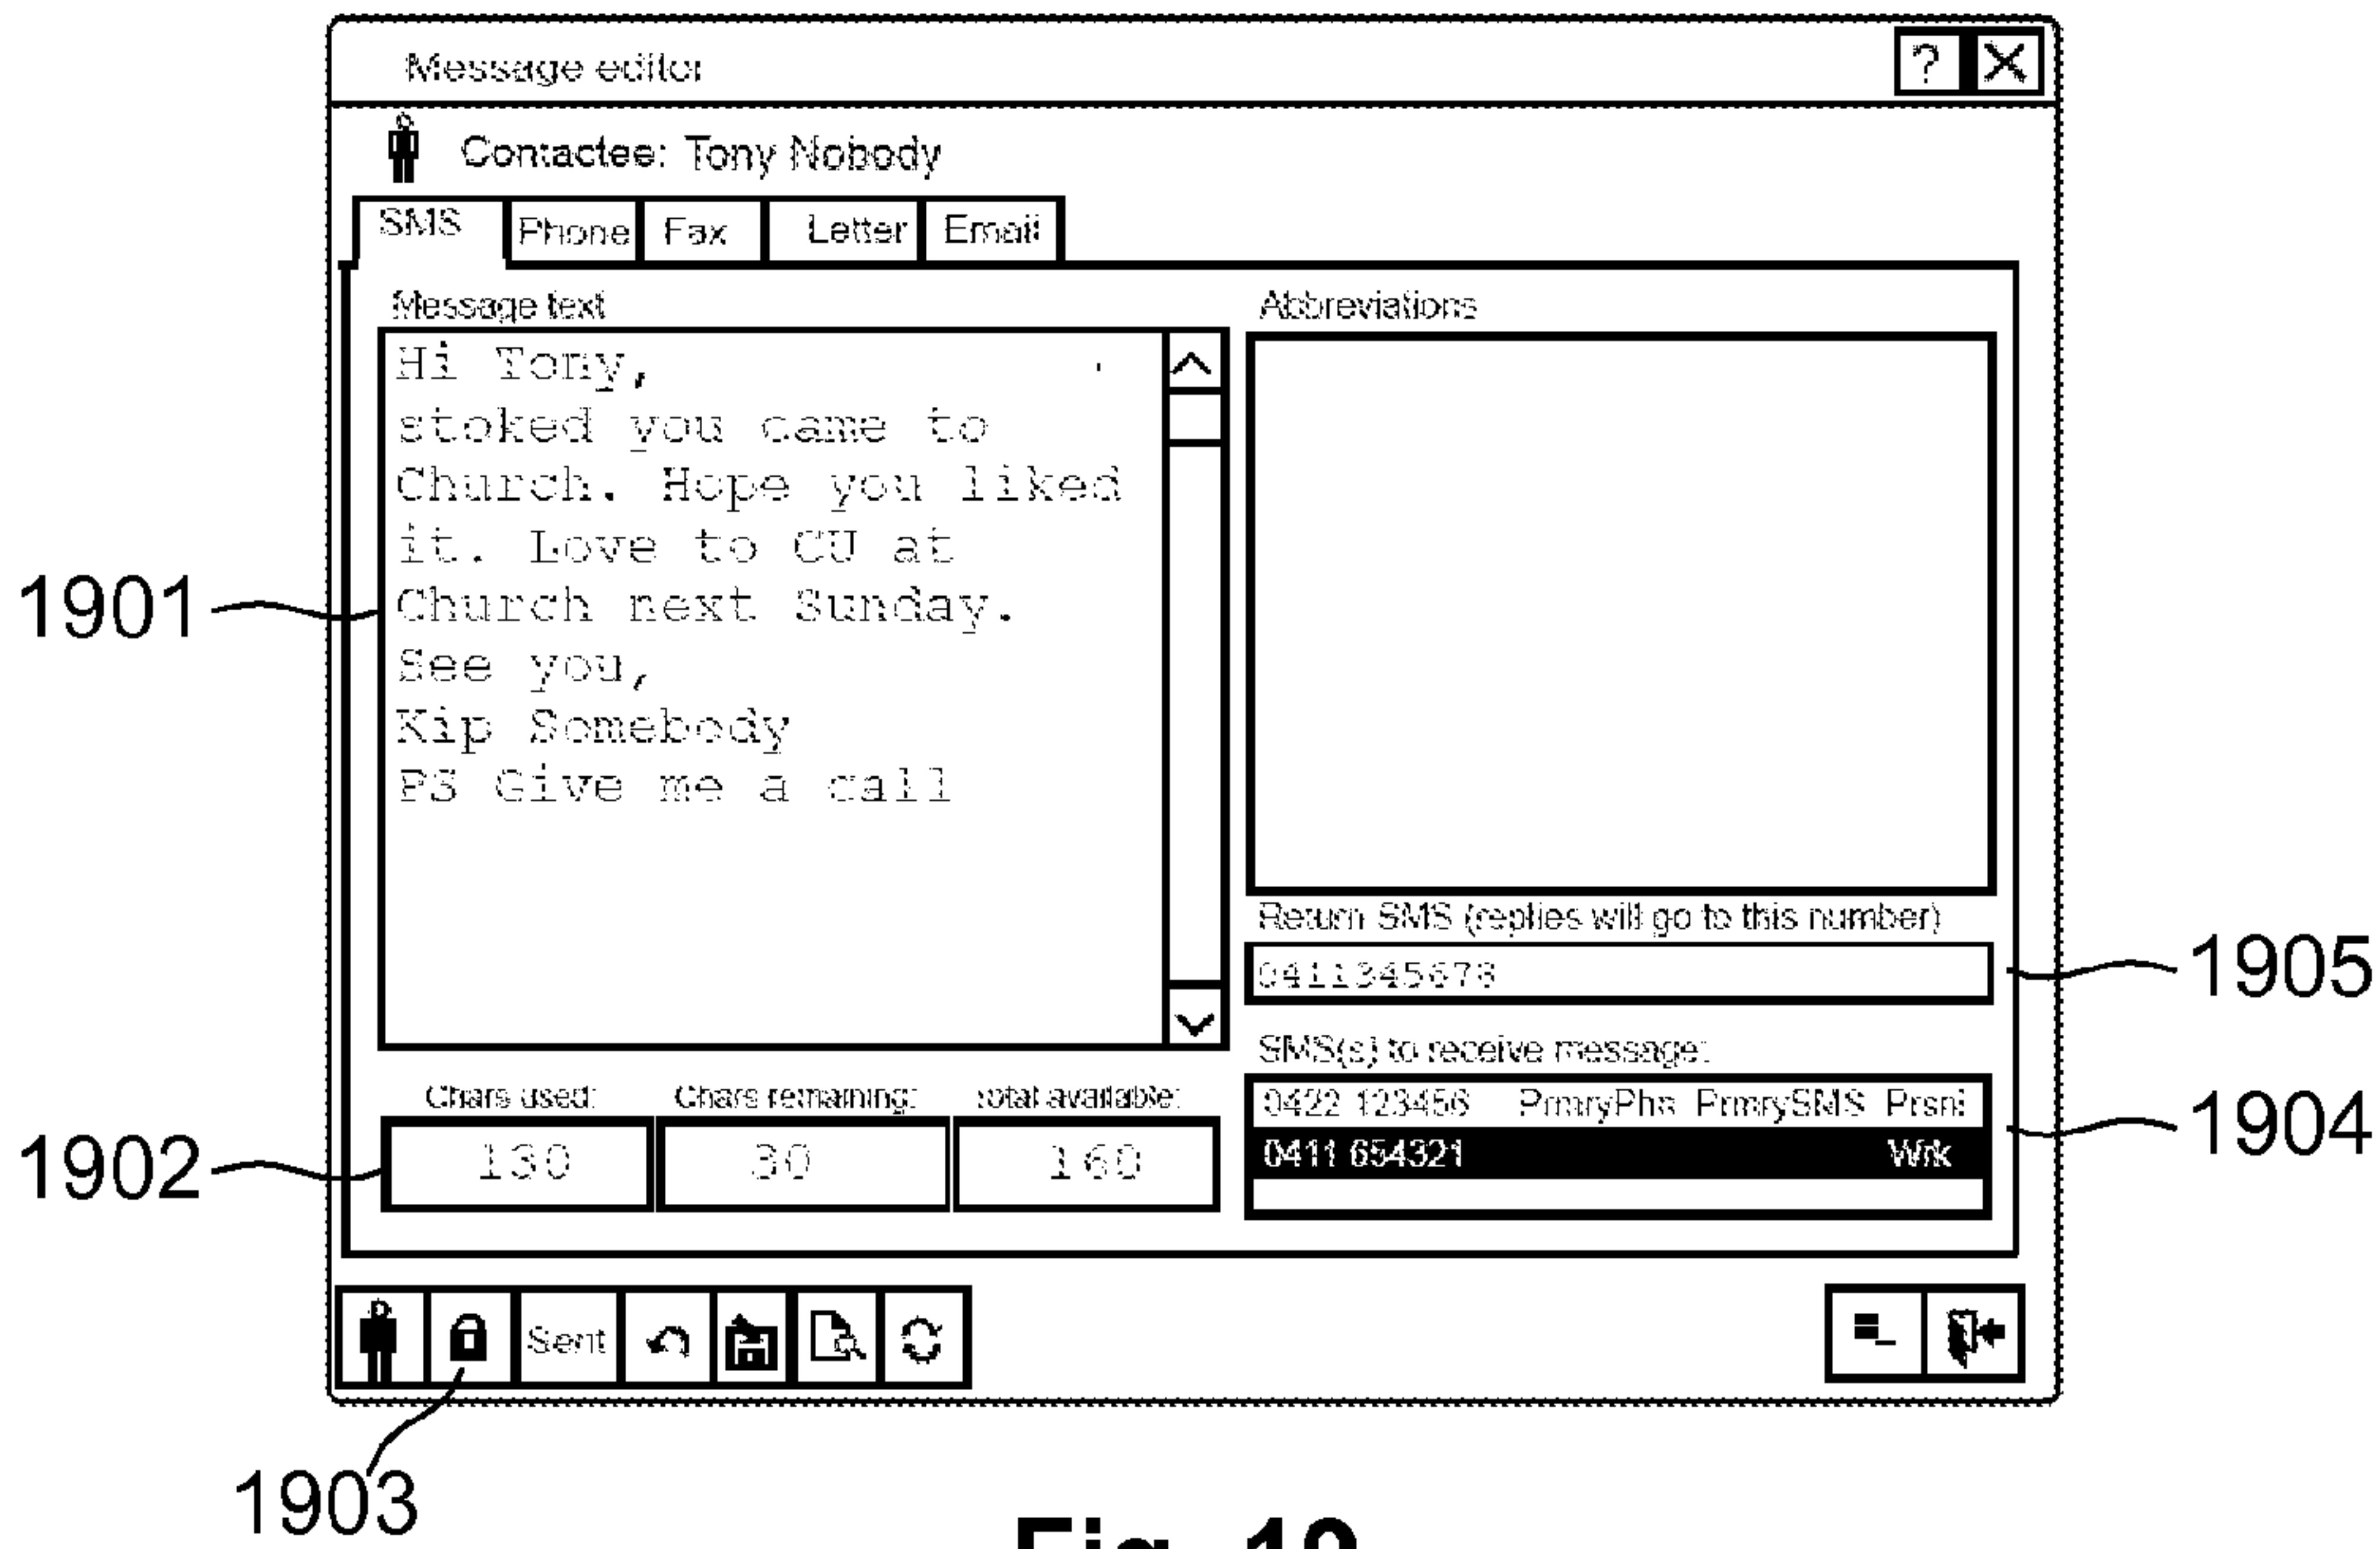 Message editor ?
Contactee: Tony Nobody
SMS Phone Fax Letter Email
Message text
Hi Tony,
stoked you came to
Church. Hope you liked
it. Love to CU at
Church next Sunday.
See you,
Kip Somebody
PS Give me a call
Abbreviations
Return SMS (replies will go to this number)
0411345678
SMS(s) to receive message:
0422 123456 PrmryPhn PrmrySMS Prsnl
0411 654321 Wrk
Chars used: Chars remaining: Total available:
130 30 160
Sent
1901
1902
1903
1905
1904
Fig.